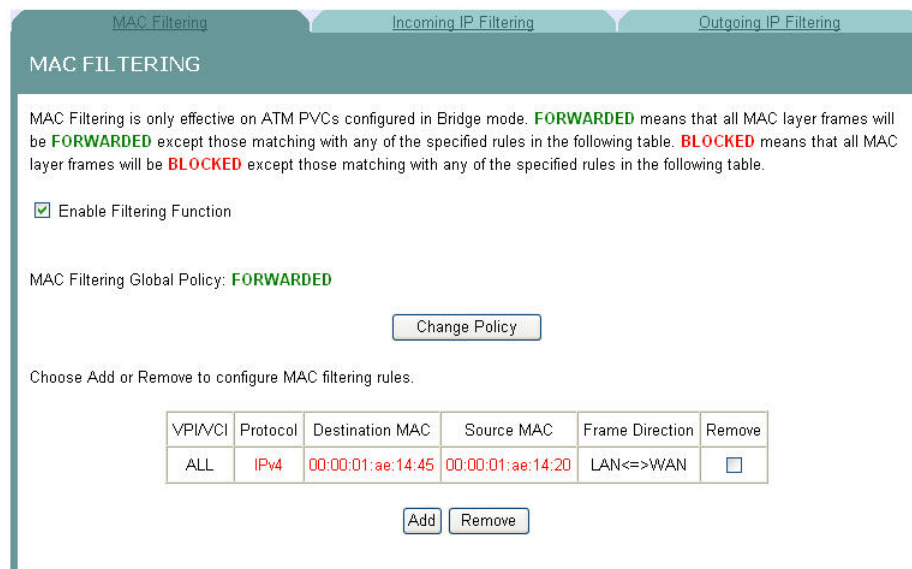 MAC Filtering
Incoming IP Filtering
Outgoing IP Filtering
MAC FILTERING
MAC Filtering is only effective on ATM PVCs configured in Bridge mode. FORWARDED means that all MAC layer frames will
be FORWARDED except those matching with any of the specified rules in the following table. BLOCKED means that all MAC
layer frames will be BLOCKED except those matching with any of the specified rules in the following table.
Enable Filtering Function
MAC Filtering Global Policy: FORWARDED
Change Policy
Choose Add or Remove to configure MAC filtering rules.
VPI/VCI Protocol Destination MAC Source MAC Frame Direction Remove
ALL IPv4 00:00:01:ae:14:45 00:00:01:ae:14:20 LAN<=>WAN
Add Remove